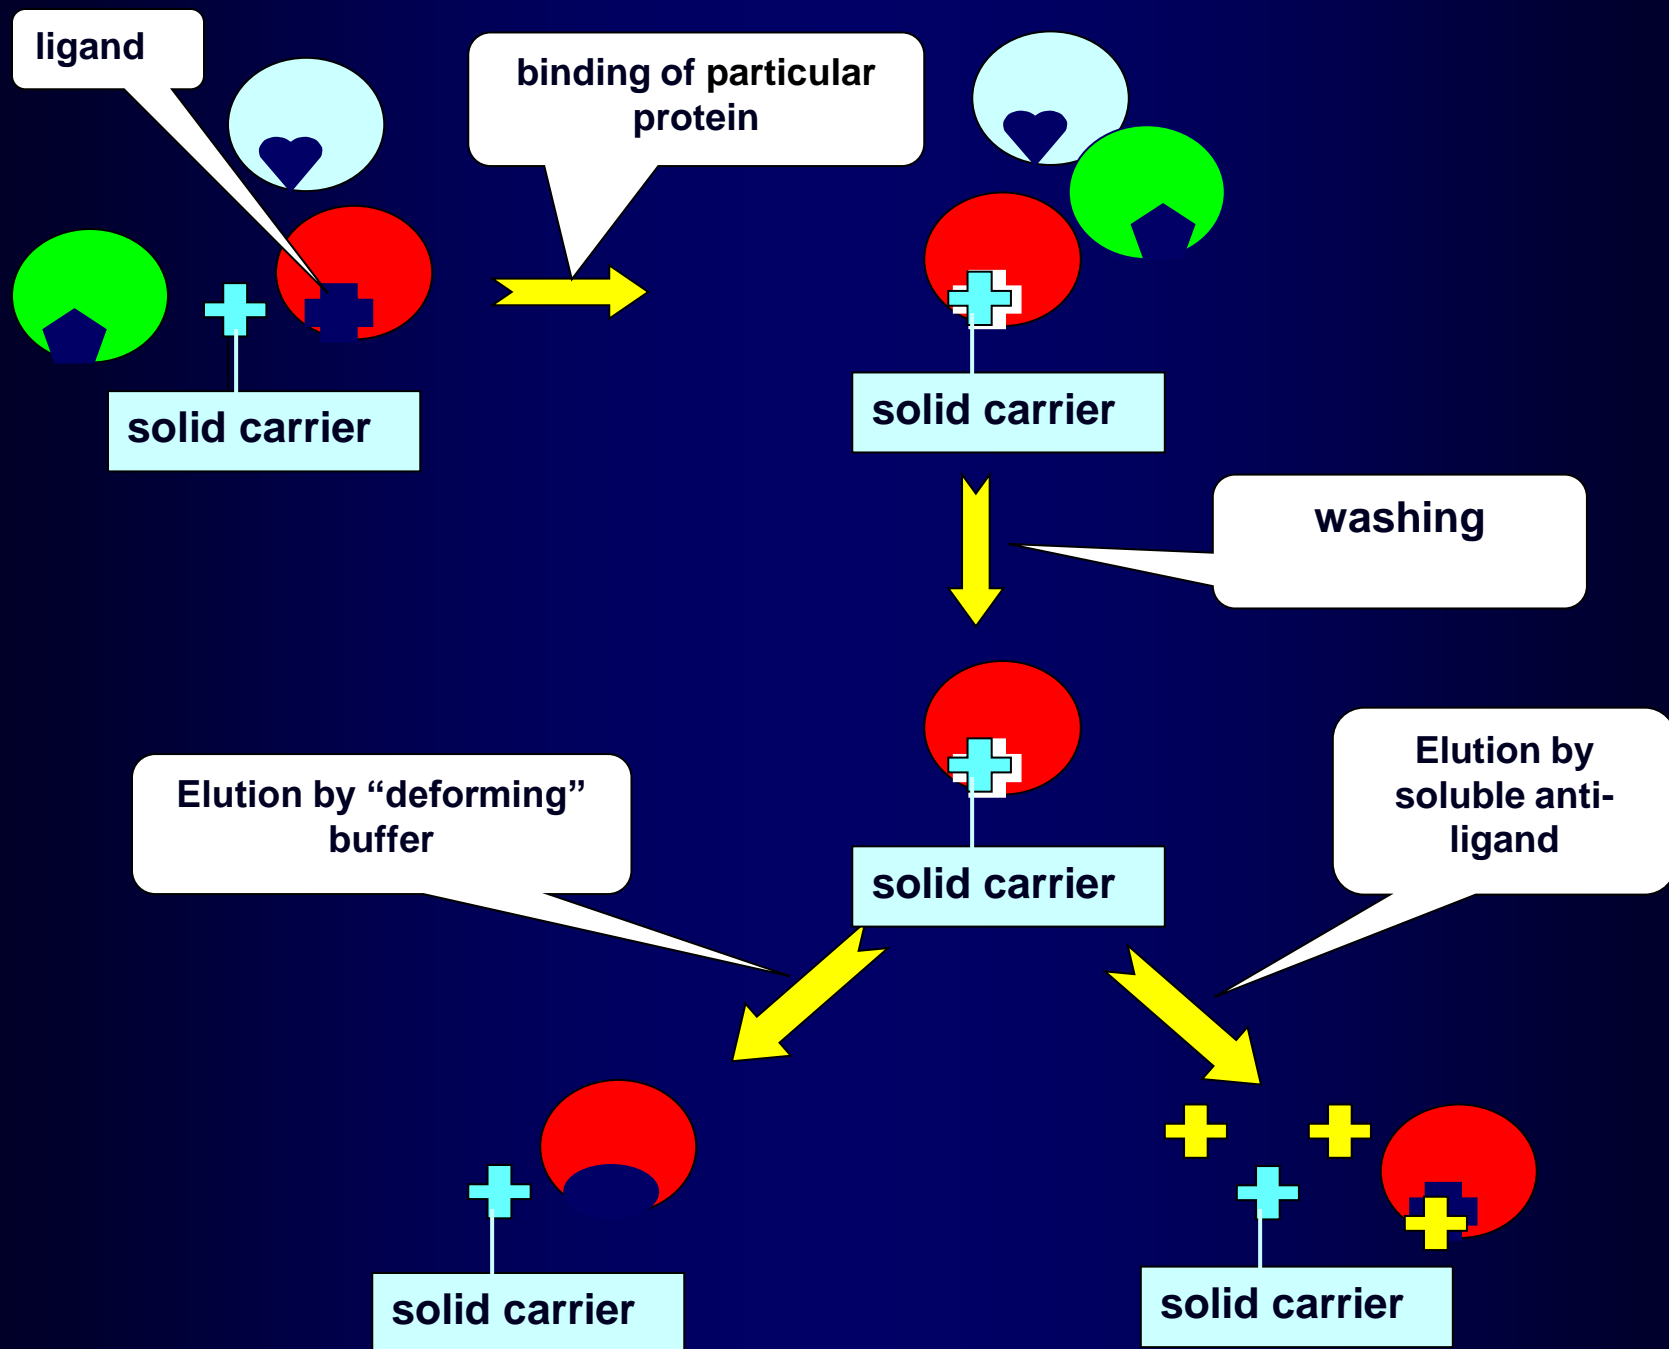 ligand
binding of particular
protein
solid carrier
solid carrier
washing
Elution by “deforming”
buffer
Elution by
soluble anti-
ligand
solid carrier
solid carrier
solid carrier